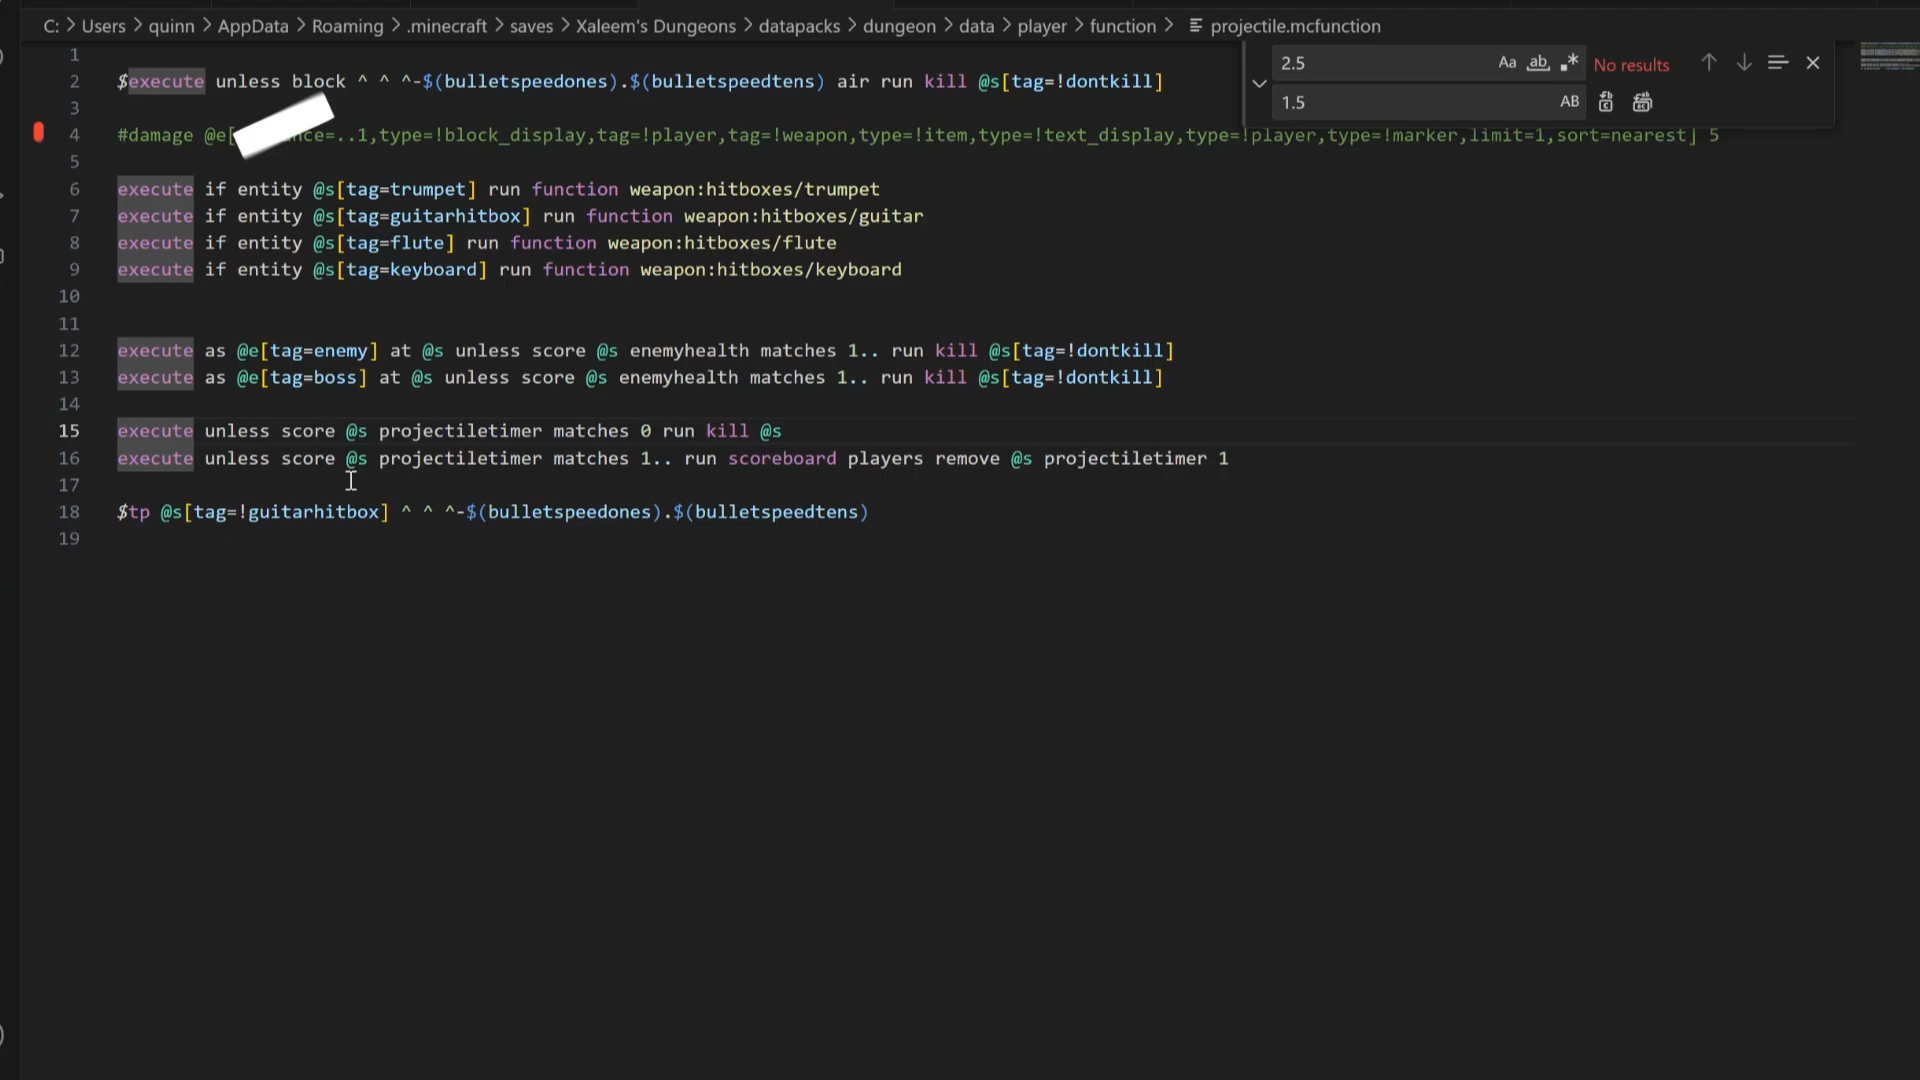 C: > Users > quinn > AppData > Roaming > .minecraft > saves > Xaleem's Dungeons > datapacks > dungeon > data > player > function > projectile.mcfunction
2.5 Aa ab No results
1.5 AB
1
2 $execute unless block ^ ^ ^-$(bulletspeedones).$(bulletspeedtens) air run kill @s[tag=!dontkill]
3
4 #damage @e[ =..1,type=!block_display,tag=!player,tag=!weapon,type=!item,type=!text_display,type=!player,type=!marker,limit=1,sort=nearest] 5
5
6 execute if entity @s[tag=trumpet] run function weapon:hitboxes/trumpet
7 execute if entity @s[tag=guitarhitbox] run function weapon:hitboxes/guitar
8 execute if entity @s[tag=flute] run function weapon:hitboxes/flute
9 execute if entity @s[tag=keyboard] run function weapon:hitboxes/keyboard
10
11
12 execute as @e[tag=enemy] at @s unless score @s enemyhealth matches 1.. run kill @s[tag=!dontkill]
13 execute as @e[tag=boss] at @s unless score @s enemyhealth matches 1.. run kill @s[tag=!dontkill]
14
15 execute unless score @s projectiletimer matches 0 run kill @s
16 execute unless score @s projectiletimer matches 1.. run scoreboard players remove @s projectiletimer 1
17
18 $tp @s[tag=!guitarhitbox] ^ ^ ^-$(bulletspeedones).$(bulletspeedtens)
19